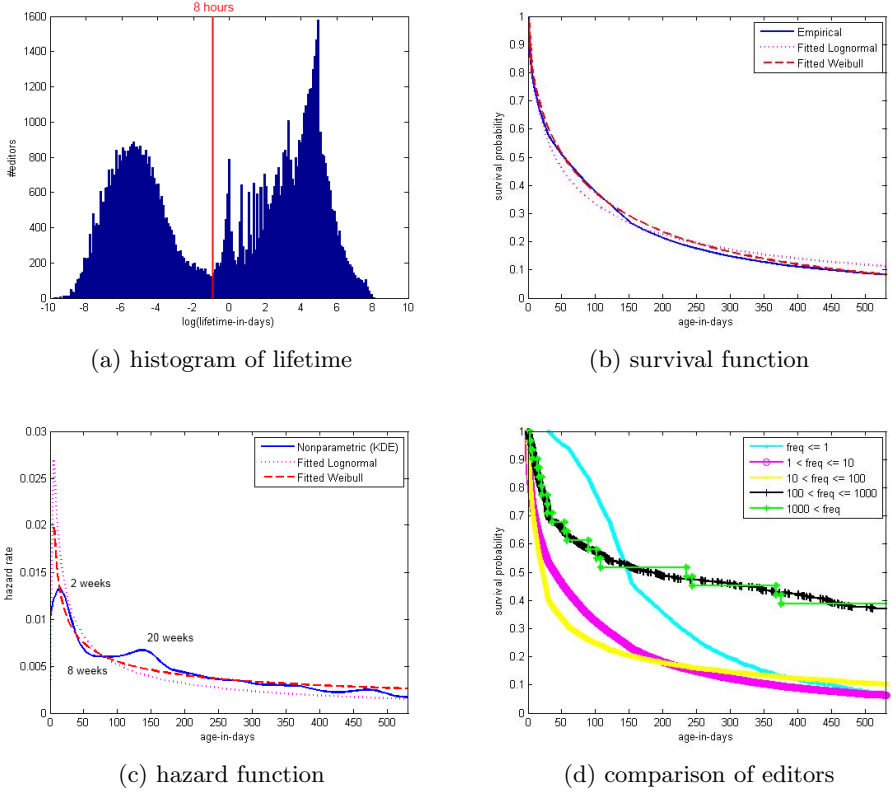 8 hours
1600
1400
1200
1000
800
600
400
200
0
#editors
-10 -8 -6 -4 -2 0 2 4 6 8 10
log(lifetime-in-days)
(a) histogram of lifetime
Empirical
Fitted Lognormal
Fitted Weibull
1
0.9
0.8
0.7
0.6
0.5
0.4
0.3
0.2
0.1
0
survival probability
0 50 100 150 200 250 300 350 400 450 500
age-in-days
(b) survival function
Nonparametric (KDE)
Fitted Lognormal
Fitted Weibull
0.03
0.025
0.02
0.015
0.01
0.005
0
hazard rate
2 weeks
8 weeks
20 weeks
0 50 100 150 200 250 300 350 400 450 500
age-in-days
(c) hazard function
freq <= 1
1 < freq <= 10
10 < freq <= 100
100 < freq <= 1000
1000 < freq
1
0.9
0.8
0.7
0.6
0.5
0.4
0.3
0.2
0.1
0
survival probability
0 50 100 150 200 250 300 350 400 450 500
age-in-days
(d) comparison of editors